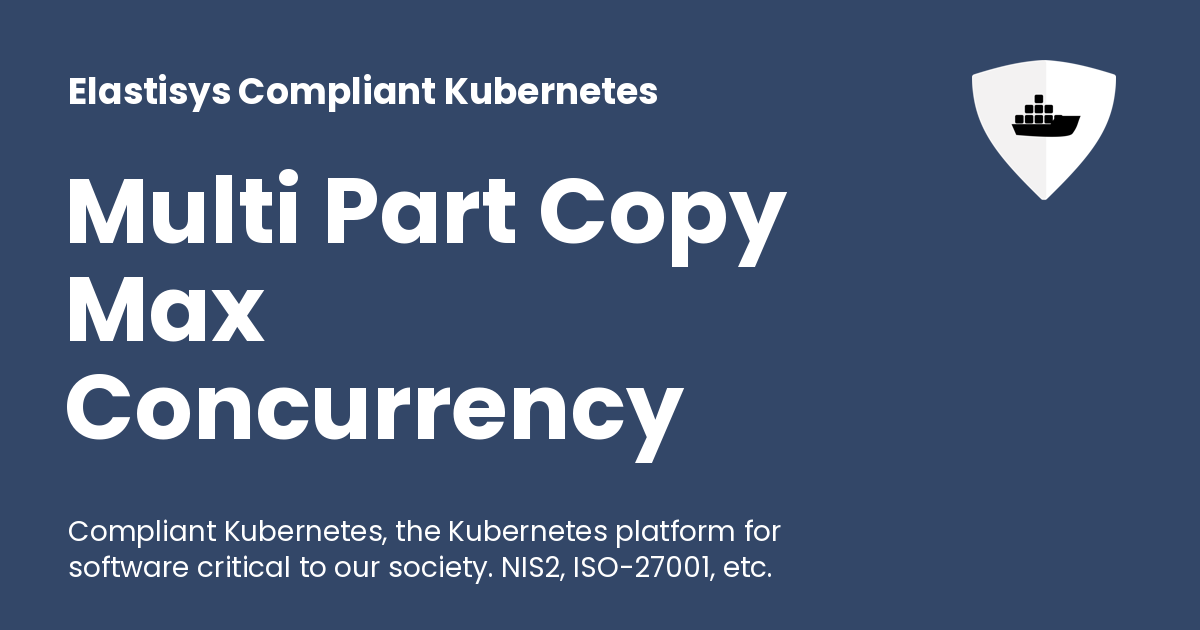 Elastisys Compliant Kubernetes
Multi Part Copy
Max
Concurrency
Compliant Kubernetes, the Kubernetes platform for
software critical to our society. NIS2, ISO-27001, etc.